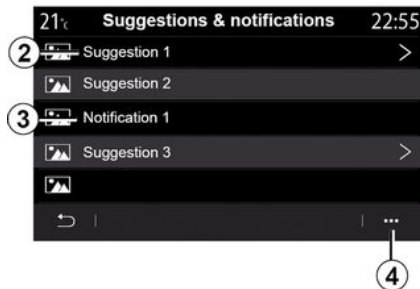 21°c Suggestions & notifications 22:55
2 Suggestion 1
Suggestion 2
3 Notification 1
Suggestion 3
4